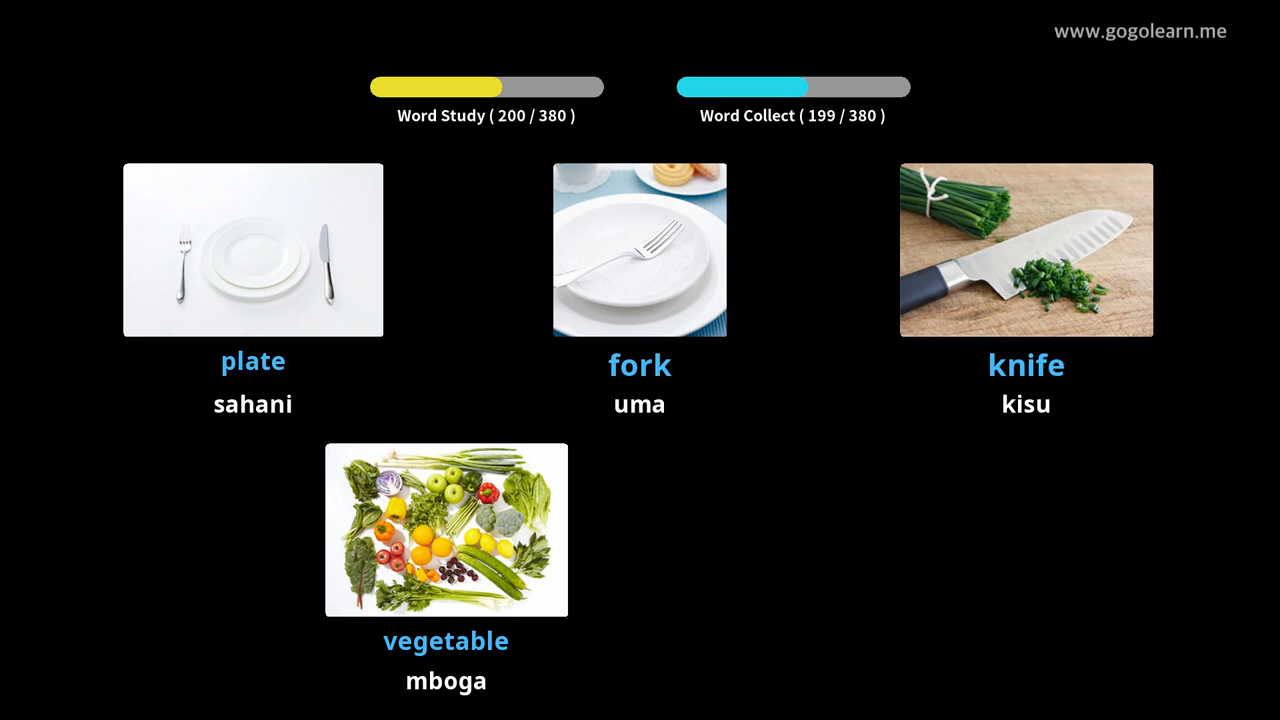 www.gogolearn.me
Word Study ( 200 / 380 )
Word Collect ( 199 / 380 )
plate
sahani
fork
uma
knife
kisu
vegetable
mboga